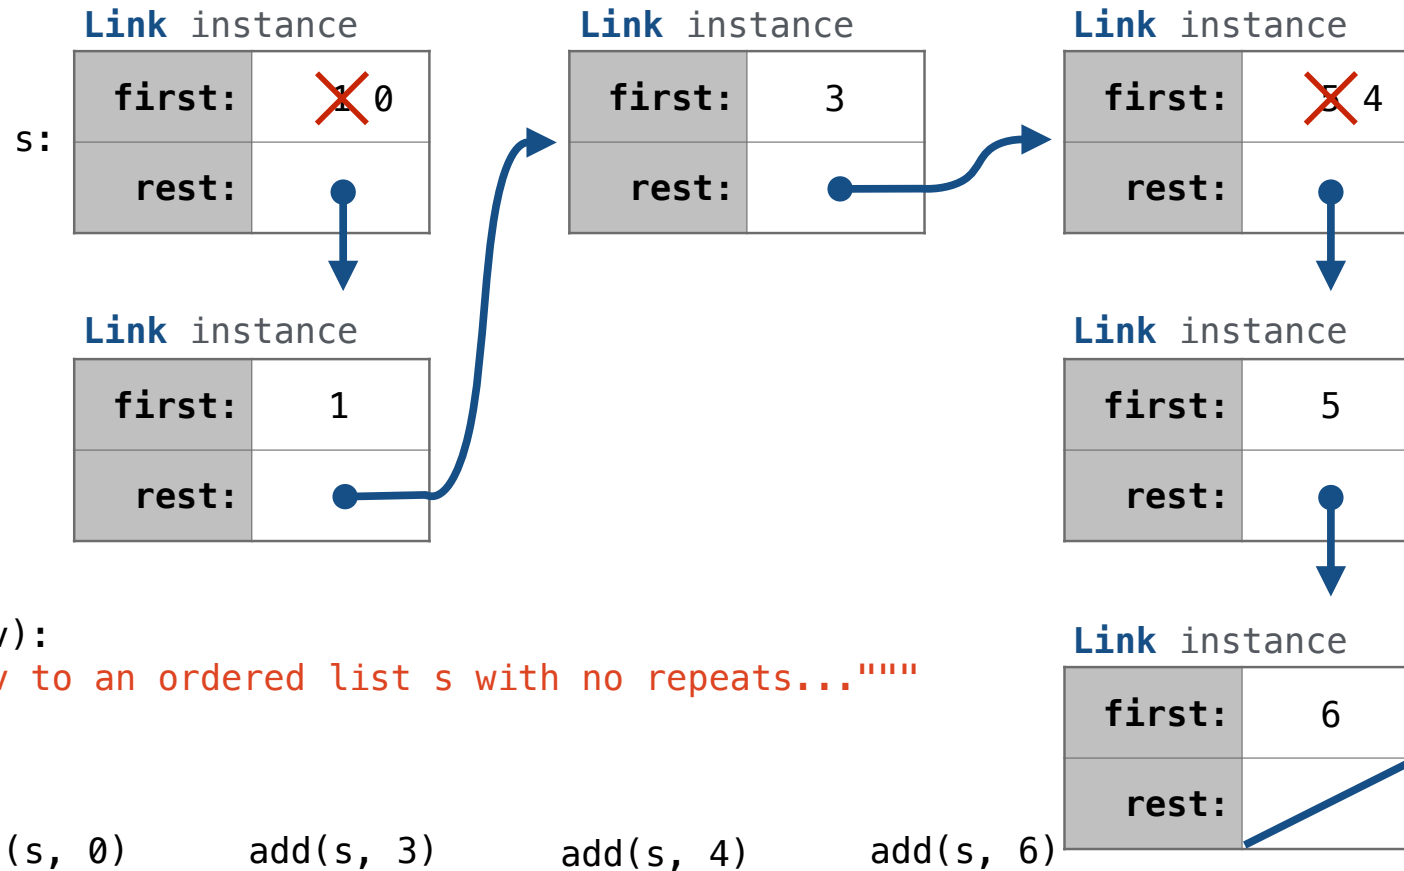 Link instance
first: 1 0
s:
rest:
Link instance
first: 3
rest:
Link instance
first: 5 4
rest:
Link instance
first: 1
rest:
Link instance
first: 5
rest:
Link instance
first: 6
rest:
):
to an ordered list s with no repeats..."""
(s, 0) add(s, 3) add(s, 4) add(s, 6)